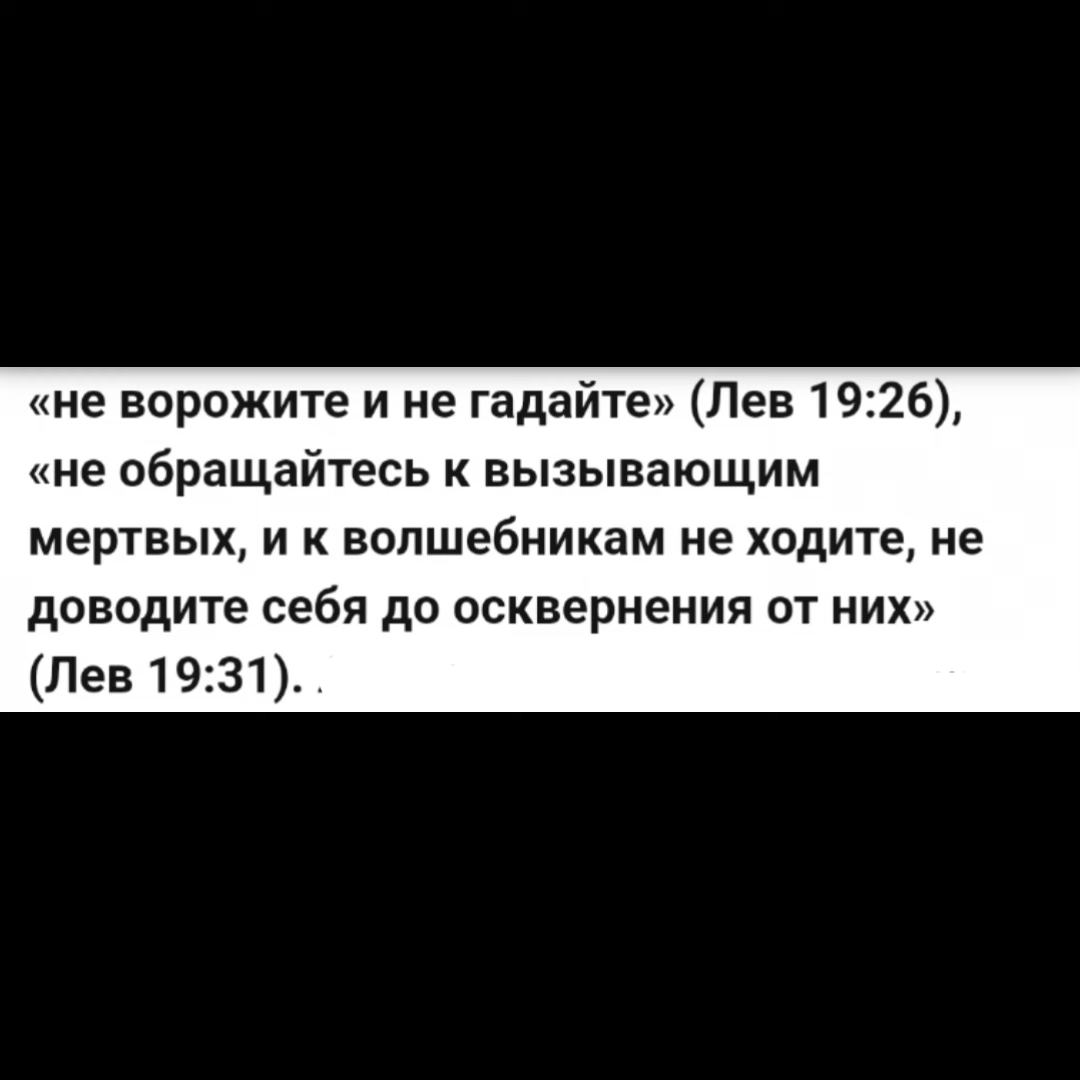 «не ворожите и не гадайте» (Лев 19:26),
«не обращайтесь к вызывающим
мертвых, и к волшебникам не ходите, не
доводите себя до осквернения от них»
(Лев 19:31). .